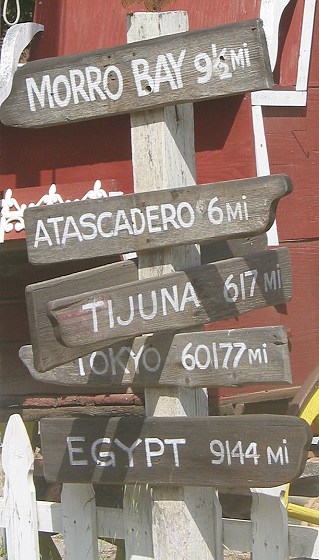 MORRO BAY 9½ MI
ATASCADERO 6 MI
TIJUNA 617 MI
TOKYO 60177 MI
EGYPT 9144 MI